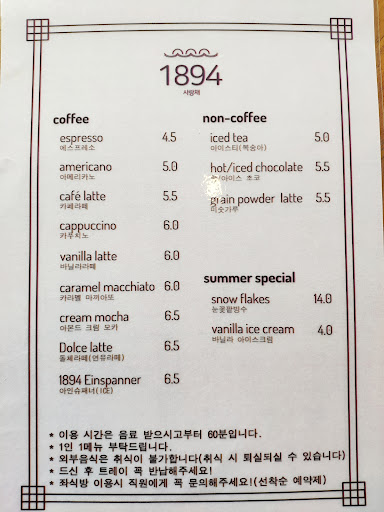 1894
사랑채
coffee
espresso 4.5
에스프레소
americano 5.0
아메리카노
café latte 5.5
카페라떼
cappuccino 6.0
카푸치노
vanilla latte 6.0
바닐라라떼
caramel macchiato 6.0
카라멜 마끼아또
cream mocha 6.5
아몬드 크림 모카
Dolce latte 6.5
돌체라떼(연유라떼)
1894 Einspanner 6.5
아인슈패너(ICE)
non-coffee
iced tea 5.0
아이스티(복숭아)
hot/iced chocolate 5.5
아이스 초코
grain powder latte 5.5
미숫가루
summer special
snow flakes 14.0
눈꽃팥빙수
vanilla ice cream 4.0
바닐라 아이스크림
* 이용 시간은 음료 받으시고부터 60분입니다.
* 1인 1메뉴 부탁드립니다.
* 외부음식은 취식이 불가합니다(취식 시 퇴실되실 수 있습니다)
* 드신 후 트레이 꼭 반납해주세요!
* 좌식방 이용시 직원에게 꼭 문의해주세요!(선착순 예약제)